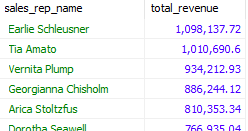 sales_rep_name total_revenue
Earlie Schleusner 1,098,137.72
Tia Amato 1,010,690.6
Vernita Plump 934,212.93
Georgianna Chisholm 886,244.12
Arica Stoltzfus 810,353.34
Dorotha Seawell 766,935.04